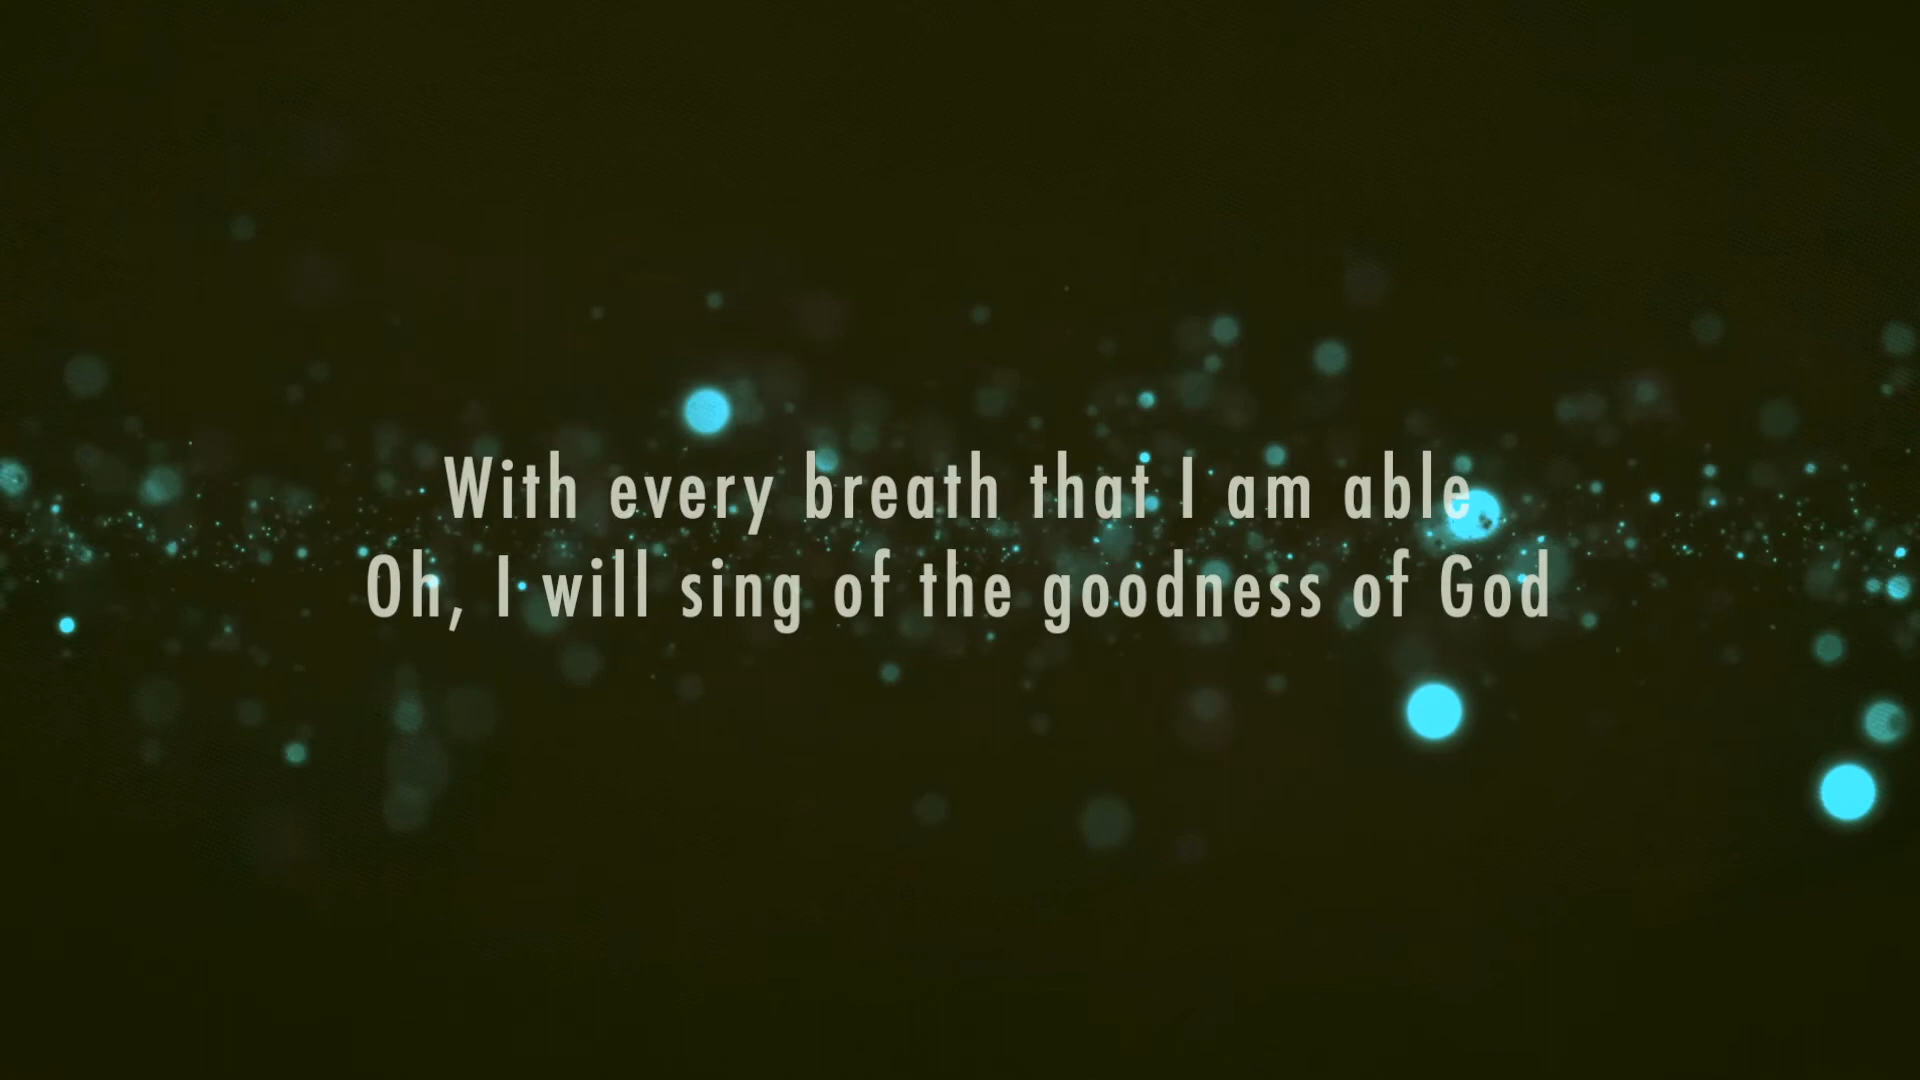 With every breath that I am able
Oh, I will sing of the goodness of God